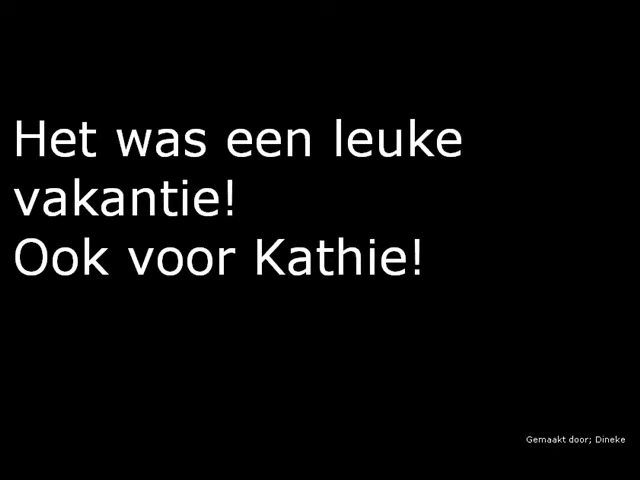 Het was een leuke
vakantie!
Ook voor Kathie!
Gemaakt door; Dineke